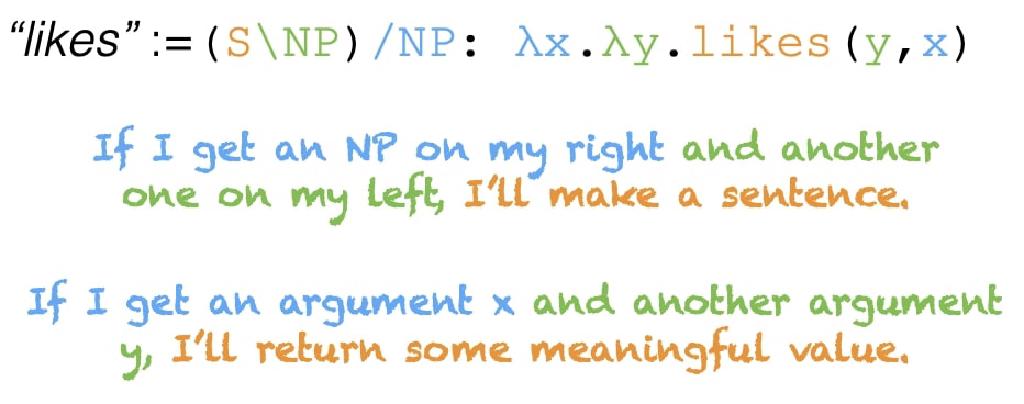 “likes” := (S\NP)/NP: λx.λy.likes(y,x)
If I get an NP on my right and another
one on my left, I’ll make a sentence.
If I get an argument x and another argument
y, I’ll return some meaningful value.